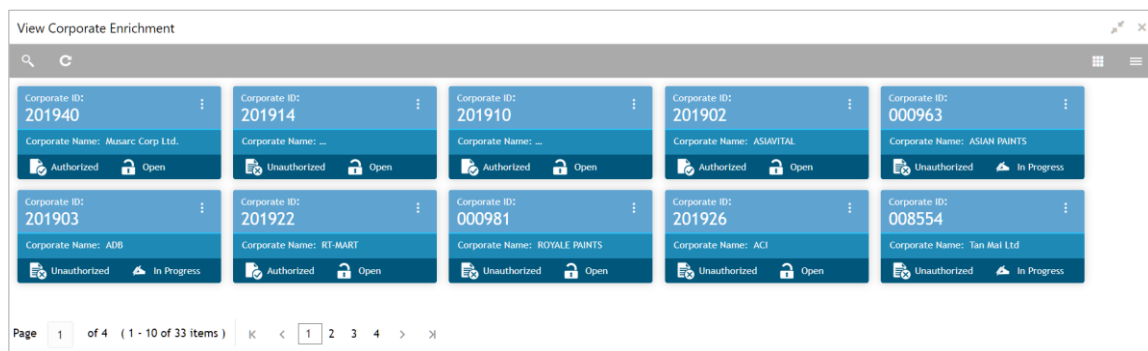 View Corporate Enrichment
Corporate ID: Corporate ID: Corporate ID: Corporate ID: Corporate ID:
201940 201914 201910 201902 000963
Corporate Name: Musarc Corp Ltd. Corporate Name: ... Corporate Name: ... Corporate Name: ASIAVITAL Corporate Name: ASIAN PAINTS
Authorized Open Unauthorized Open Authorized Open Authorized Open Unauthorized In Progress
Corporate ID: Corporate ID: Corporate ID: Corporate ID: Corporate ID:
201903 201922 000981 201926 008554
Corporate Name: ADB Corporate Name: RT-MART Corporate Name: ROYALE PAINTS Corporate Name: ACI Corporate Name: Tan Mai Ltd
Unauthorized In Progress Authorized Open Unauthorized Open Unauthorized Open Unauthorized In Progress
Page 1 of 4 ( 1 - 10 of 33 items ) 1 2 3 4